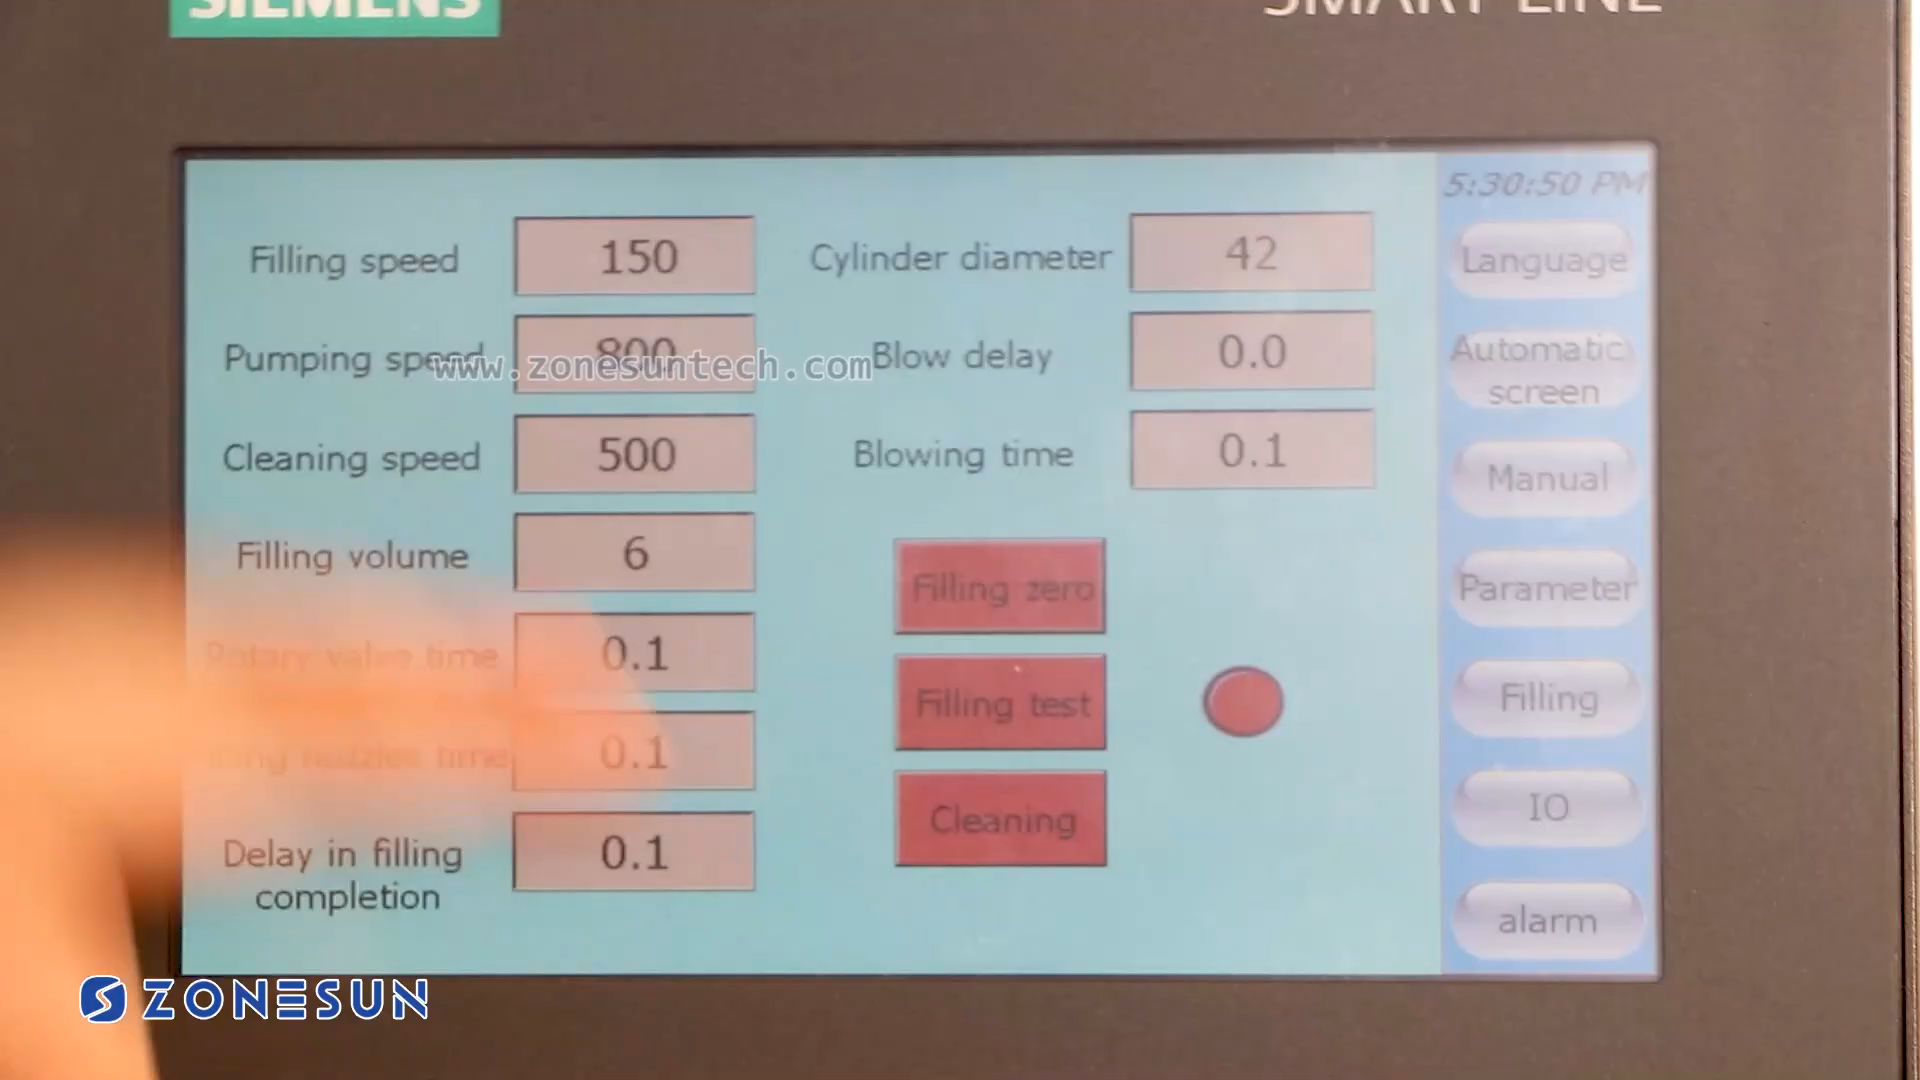 SIEMENS
SMART LINE
5:30:50 PM
Filling speed
150
Cylinder diameter
42
Language
Pumping speed
800
www.zonesuntech.com
Blow delay
0.0
Automatic
screen
Cleaning speed
500
Blowing time
0.1
Manual
Filling volume
6
Filling zero
Parameter
Rotary valve time
0.1
Filling test
Filling
nozzles time
0.1
Cleaning
IO
Delay in filling
completion
0.1
alarm
ZONESUN